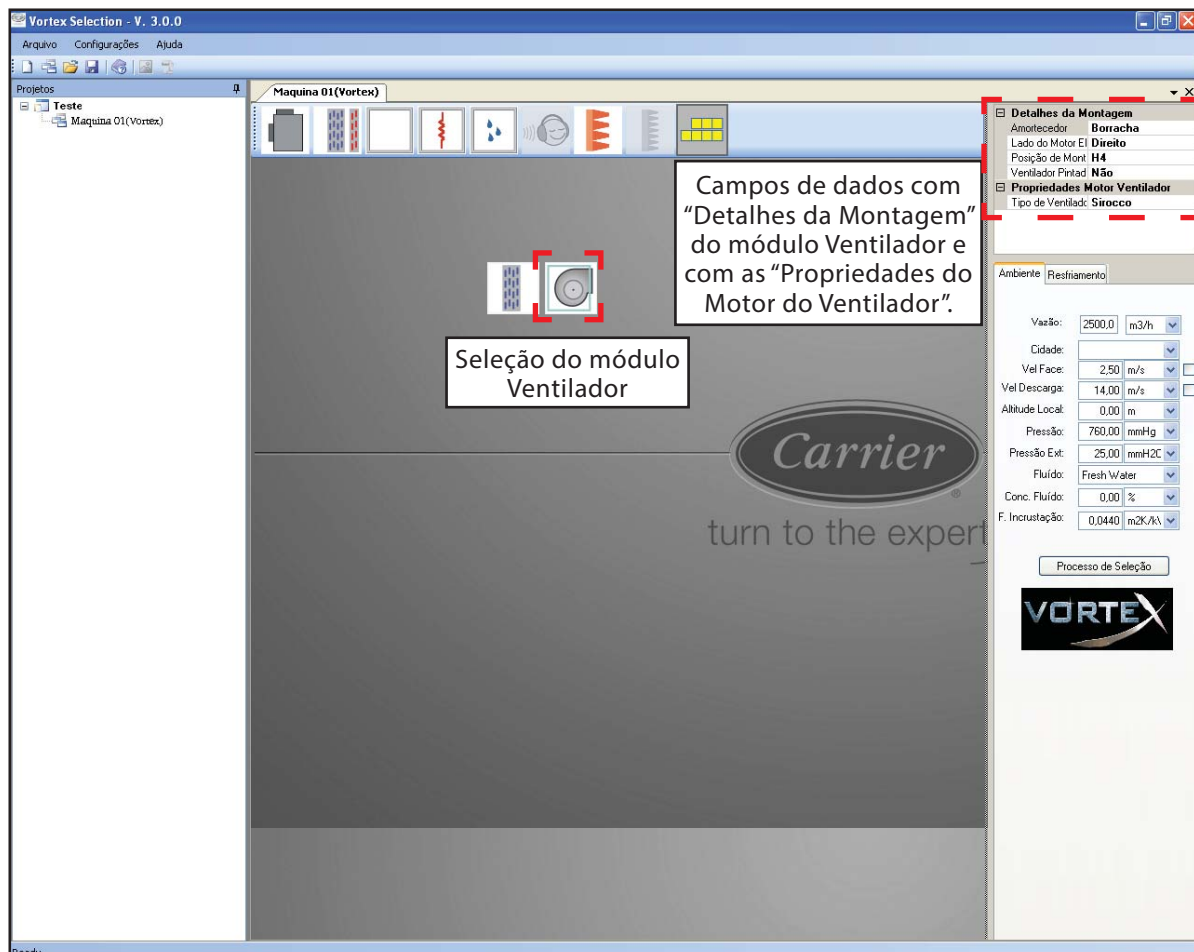 Vortex Selection - V. 3.0.0
Arquivo Configurações Ajuda
Projetos
Teste
Maquina 01(Vortex)
Maquina 01(Vortex)
Detalhes da Montagem
Amortecedor Borracha
Lado do Motor El Direito
Posição de Mont H4
Ventilador Pintad Não
Propriedades Motor Ventilador
Tipo de Ventilado Sirocco
Campos de dados com
“Detalhes da Montagem”
do módulo Ventilador e
com as “Propriedades do
Motor do Ventilador”.
Seleção do módulo
Ventilador
Carrier
turn to the expert
Ambiente Resfriamento
Vazão: 2500,0 m3/h
Cidade:
Vel Face: 2,50 m/s
Vel Descarga: 14,00 m/s
Altitude Local: 0,00 m
Pressão: 760,00 mmHg
Pressão Ext: 25,00 mmH2C
Fluído: Fresh Water
Conc. Fluído: 0,00 %
F. Incrustação: 0,0440 m2K/k\
Processo de Seleção
VORTEX